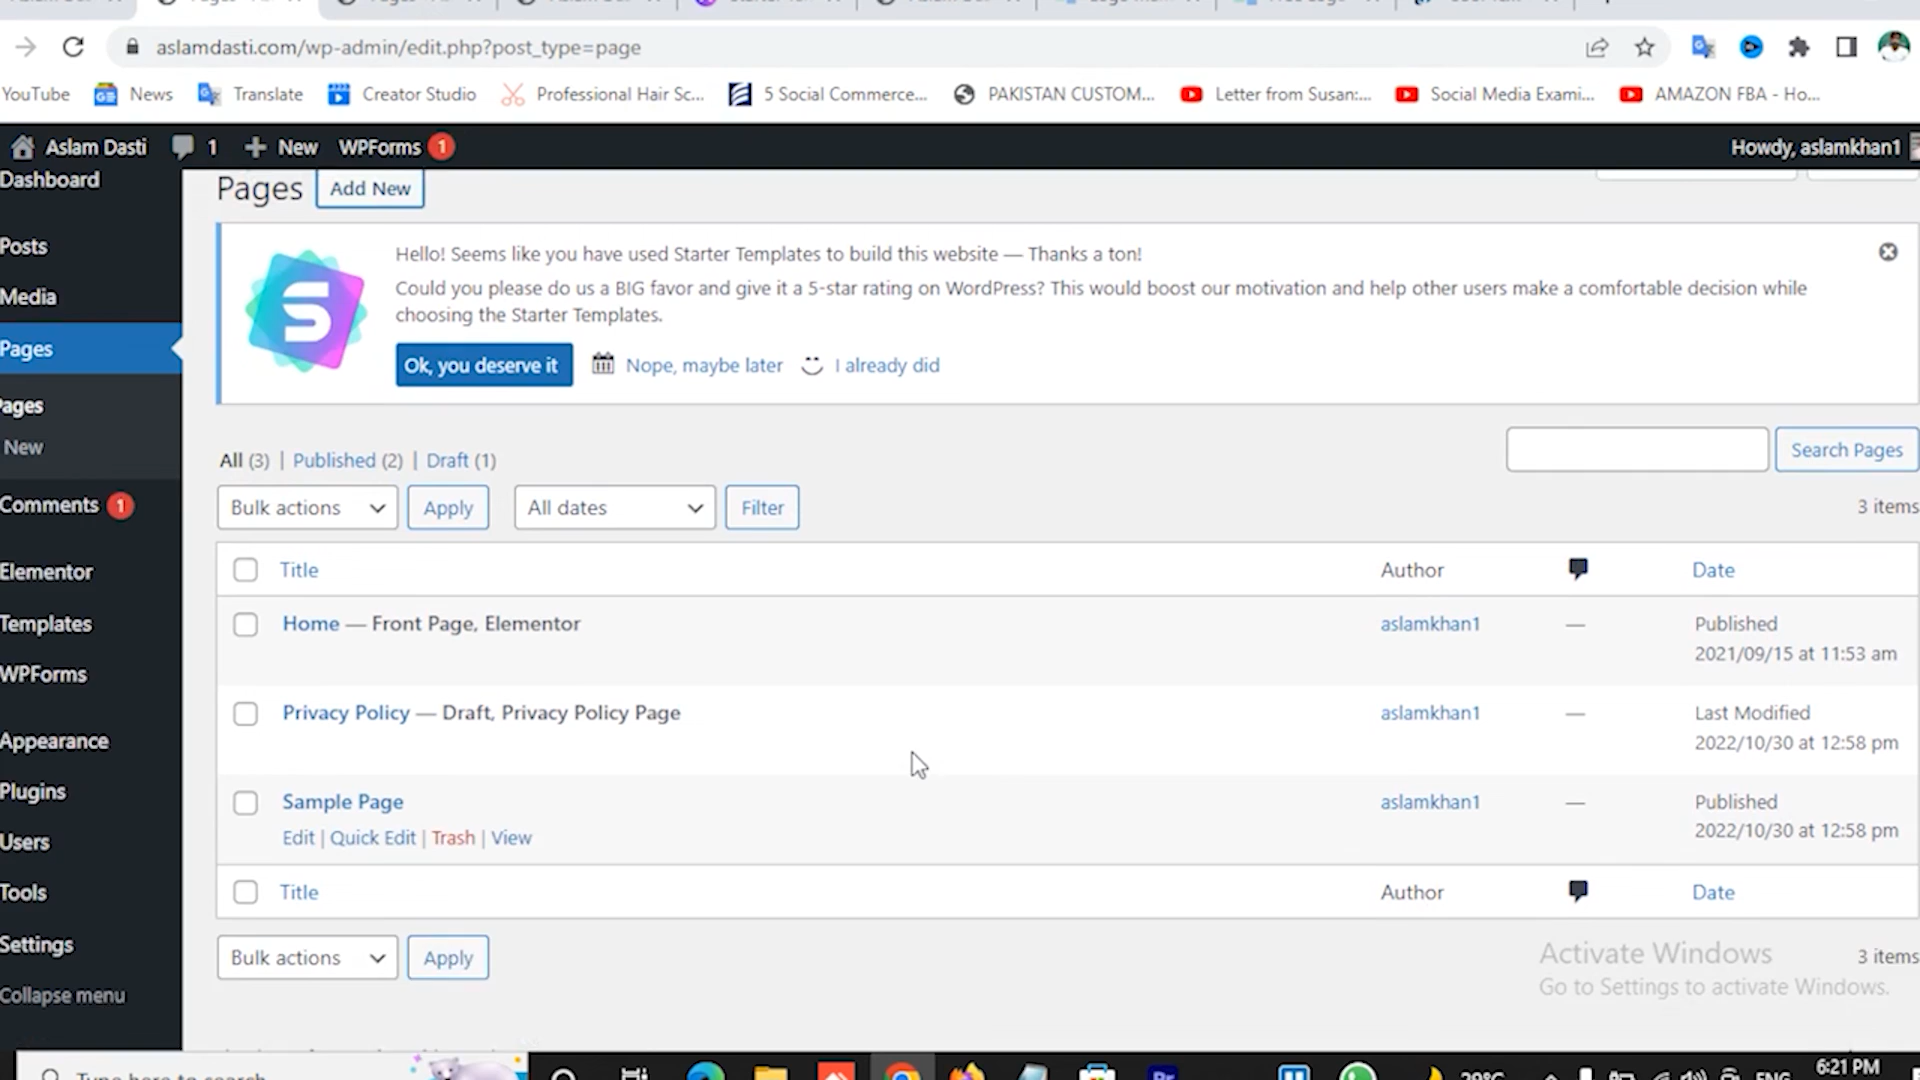 aslamdasti.com/wp-admin/edit.php?post_type=page
YouTube News Translate Creator Studio Professional Hair Sc... 5 Social Commerce... PAKISTAN CUSTOM... Letter from Susan:... Social Media Exami... AMAZON FBA - Ho...
Aslam Dasti 1 New WPForms 1 Howdy, aslamkhan1
Dashboard
Posts
Media
Pages
Pages
New
Comments 1
Elementor
Templates
WPForms
Appearance
Plugins
Users
Tools
Settings
Collapse menu
Pages Add New
Hello! Seems like you have used Starter Templates to build this website — Thanks a ton!
Could you please do us a BIG favor and give it a 5-star rating on WordPress? This would boost our motivation and help other users make a comfortable decision while
choosing the Starter Templates.
Ok, you deserve it Nope, maybe later I already did
All (3) | Published (2) | Draft (1)
Search Pages
Bulk actions Apply All dates Filter 3 items
Title Author Date
Home — Front Page, Elementor aslamkhan1 — Published
2021/09/15 at 11:53 am
Privacy Policy — Draft, Privacy Policy Page aslamkhan1 — Last Modified
2022/10/30 at 12:58 pm
Sample Page aslamkhan1 — Published
Edit | Quick Edit | Trash | View 2022/10/30 at 12:58 pm
Title Author Date
Bulk actions Apply 3 items
Activate Windows
Go to Settings to activate Windows.
Type here to search 29°C ENG 6:21 PM